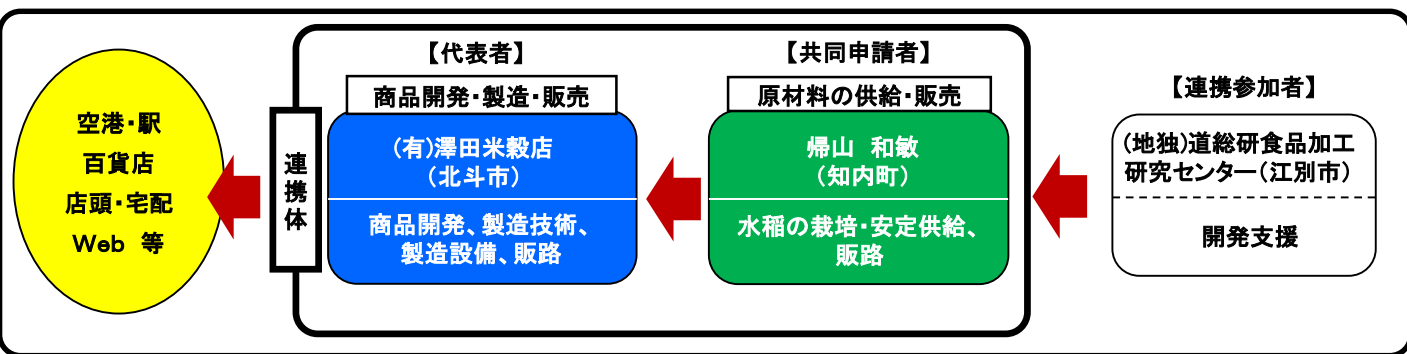 空港・駅
百貨店
店頭・宅配
Web 等
連携体
【代表者】
商品開発・製造・販売
(有)澤田米穀店
(北斗市)
商品開発、製造技術、
製造設備、販路
【共同申請者】
原材料の供給・販売
帰山 和敏
(知内町)
水稲の栽培・安定供給、
販路
【連携参加者】
(地独)道総研食品加工
研究センター(江別市)
開発支援